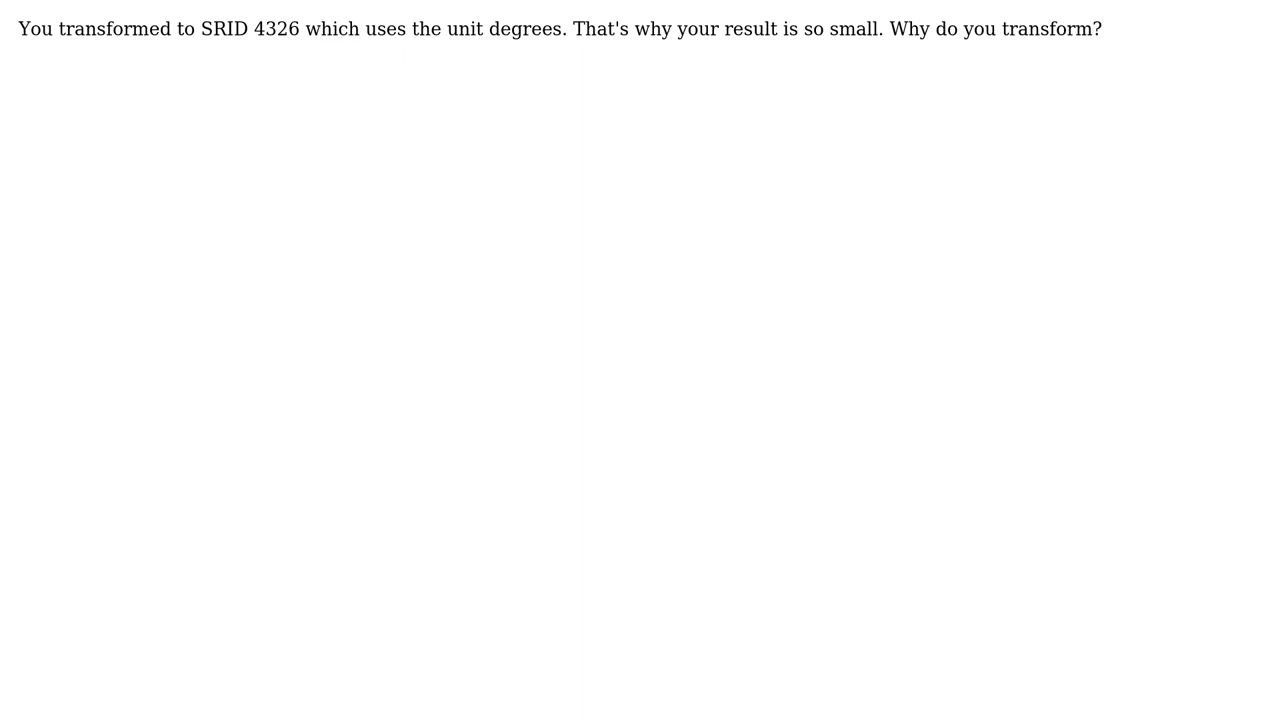 You transformed to SRID 4326 which uses the unit degrees. That's why your result is so small. Why do you transform?